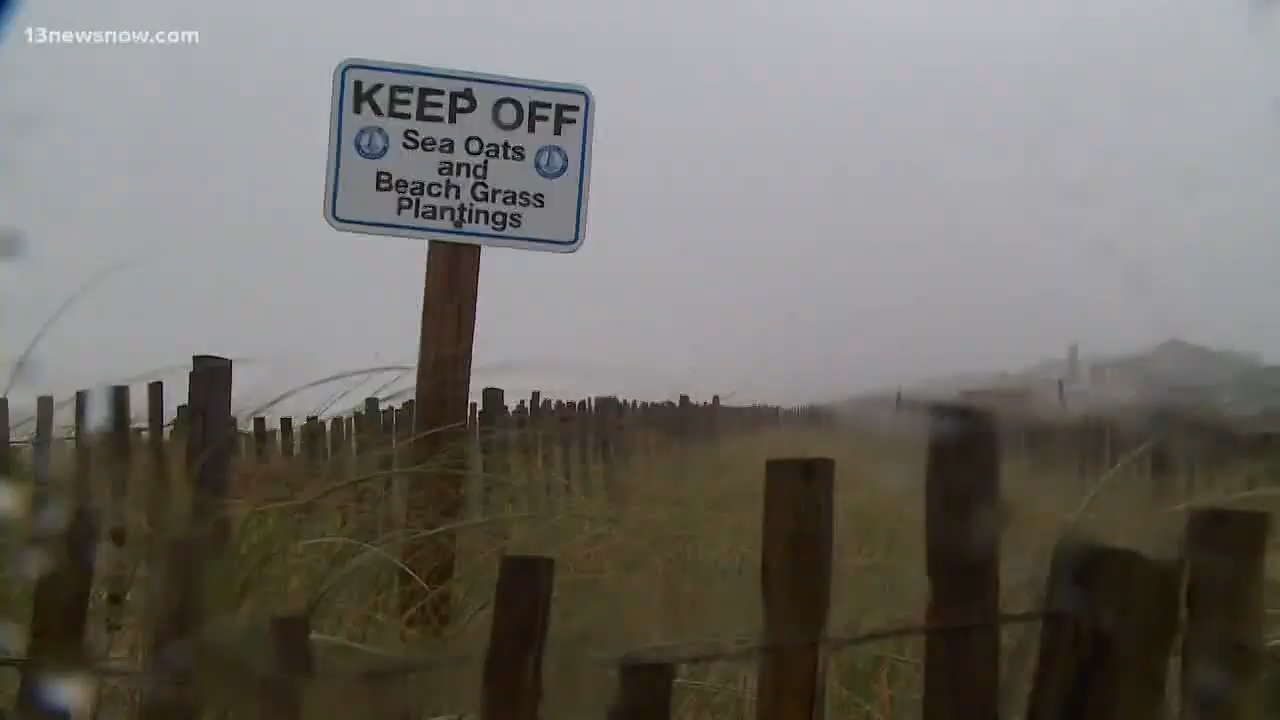 13newsnow.com
KEEP OFF
Sea Oats
and
Beach Grass
Plantings